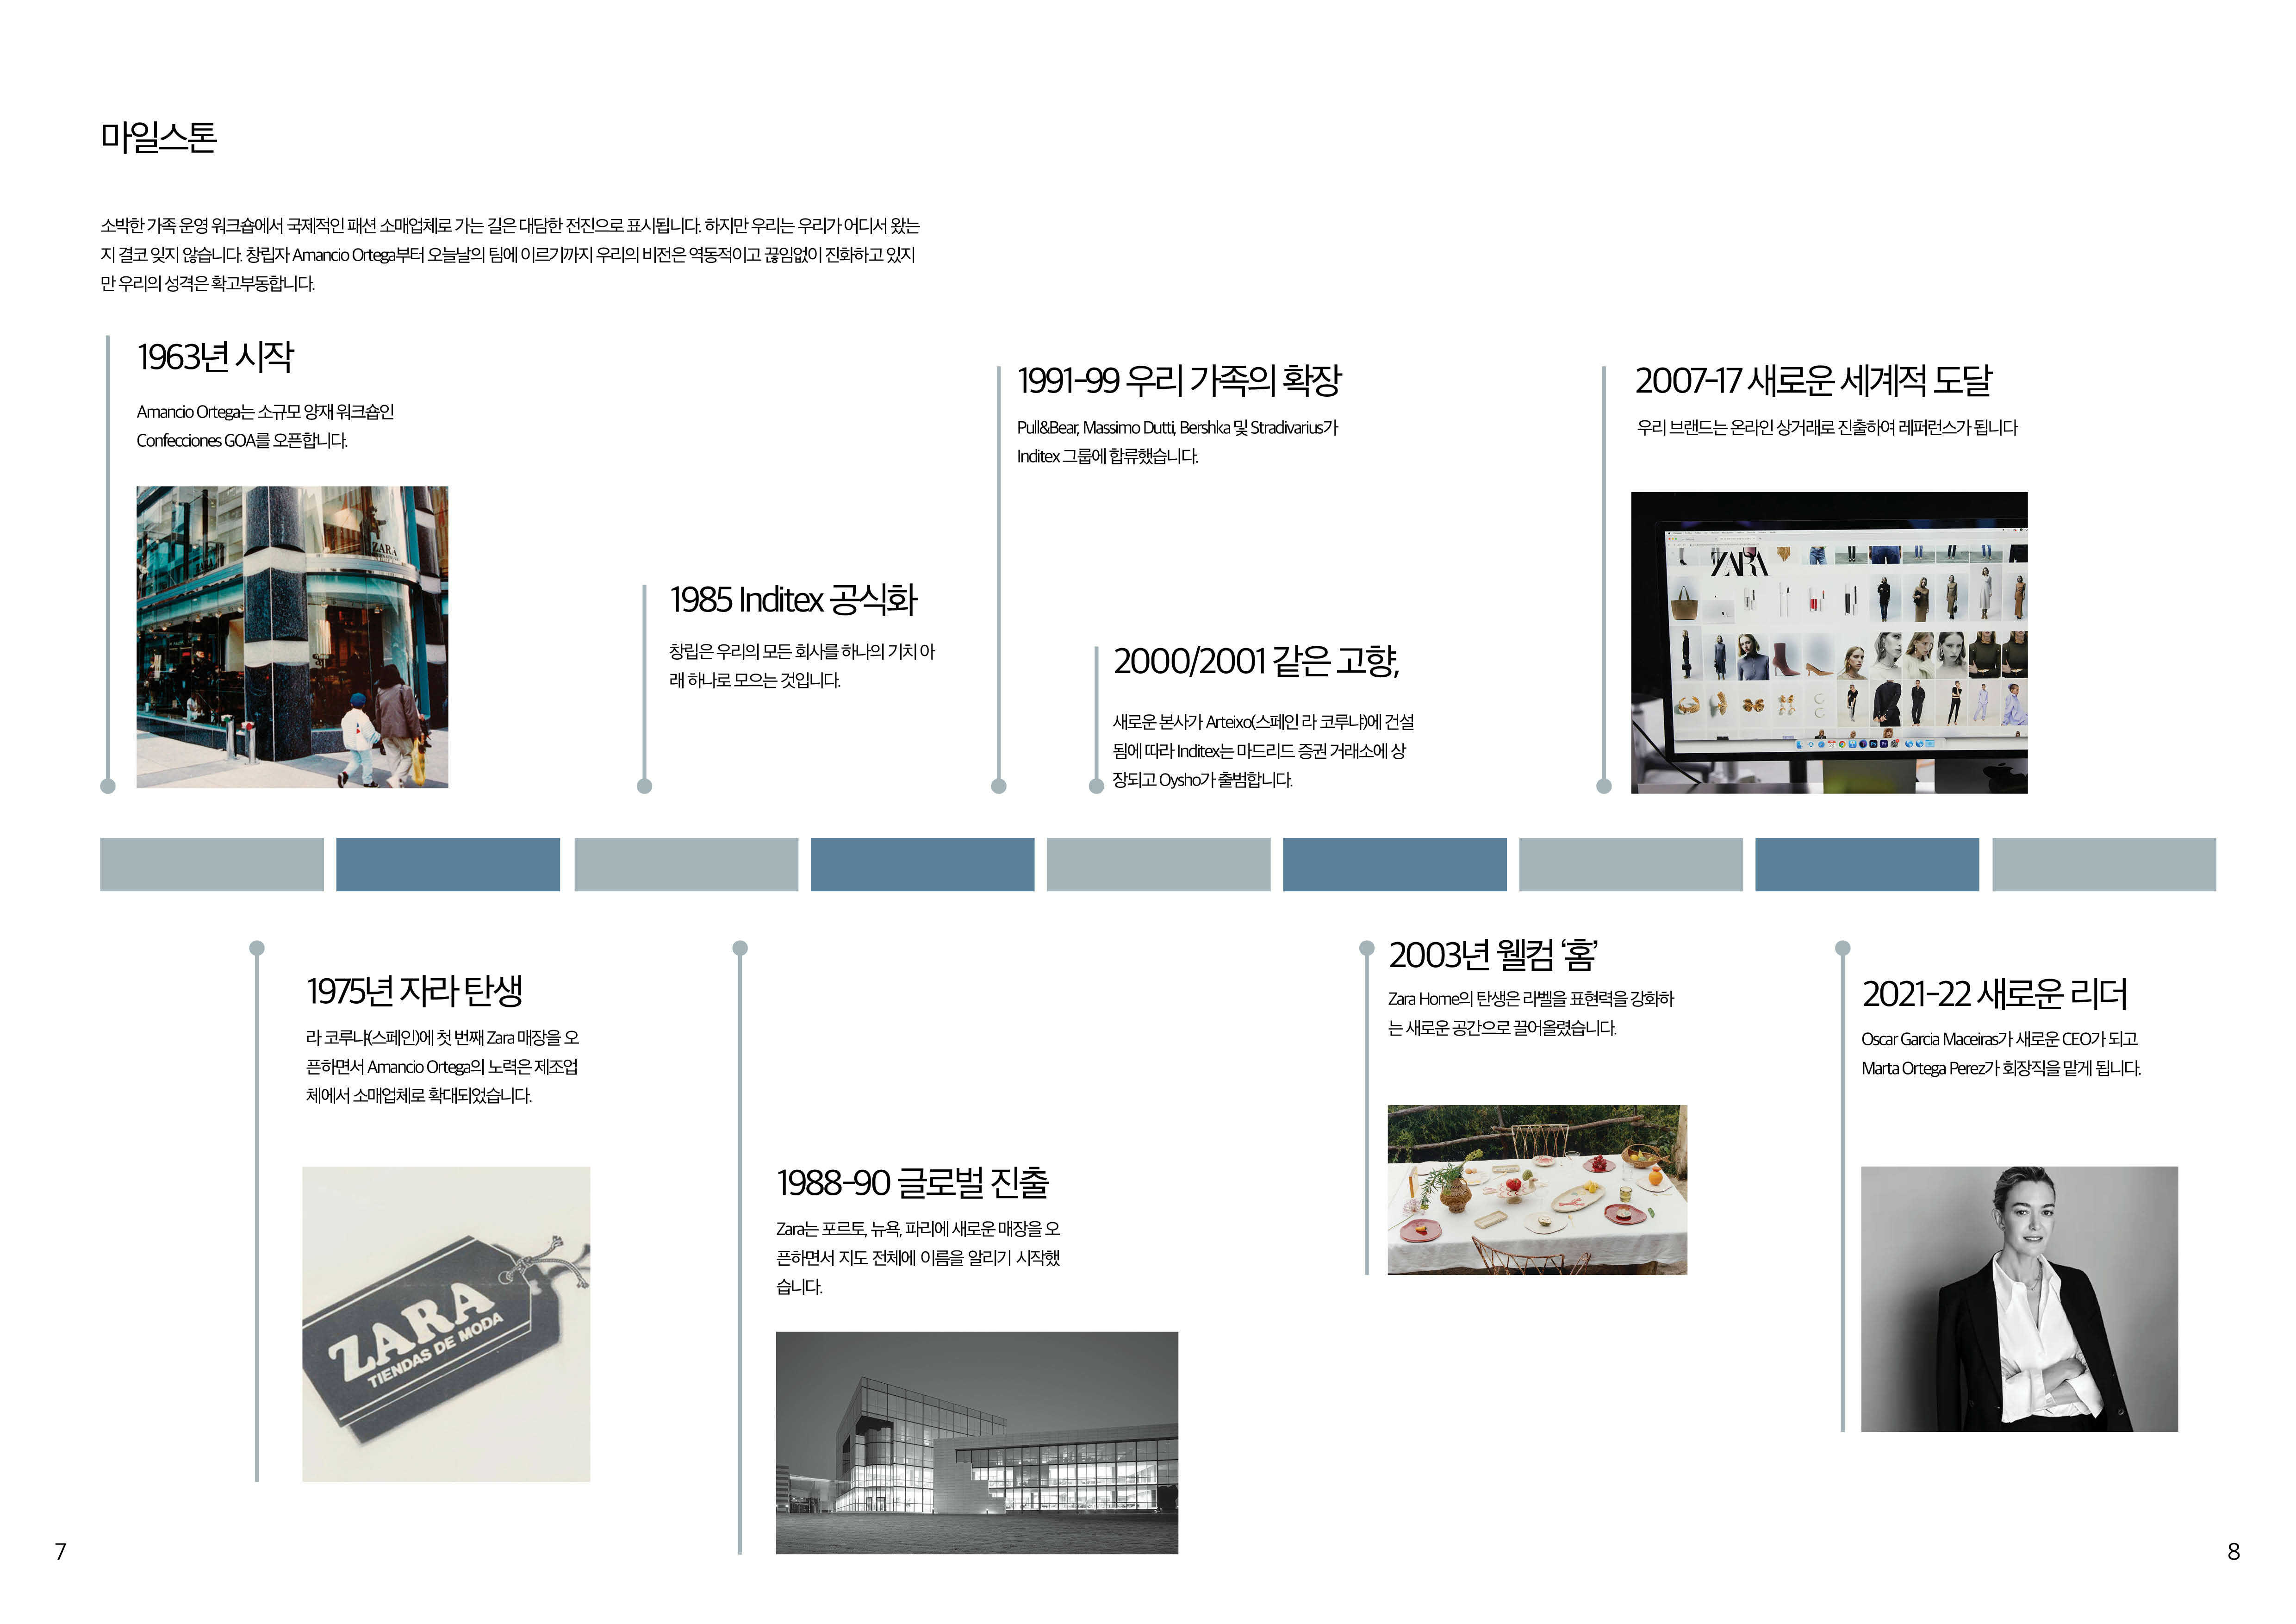 마일스톤
소박한 가족 운영 워크숍에서 국제적인 패션 소매업체로 가는 길은 대담한 전진으로 표시됩니다. 하지만 우리는 우리가 어디서 왔는
지 결코 잊지 않습니다. 창립자 Amancio Ortega부터 오늘날의 팀에 이르기까지 우리의 비전은 역동적이고 끊임없이 진화하고 있지
만 우리의 성격은 확고부동합니다.
1963년 시작
Amancio Ortega는 소규모 양재 워크숍인
Confecciones GOA를 오픈합니다.
ZARA
1985 Inditex 공식화
창립은 우리의 모든 회사를 하나의 기치 아
래 하나로 모으는 것입니다.
1991-99 우리 가족의 확장
Pull&Bear, Massimo Dutti, Bershka 및 Stradivarius가
Inditex 그룹에 합류했습니다.
2000/2001 같은 고향,
새로운 본사가 Arteixo(스페인 라 코루냐)에 건설
됨에 따라 Inditex는 마드리드 증권 거래소에 상
장되고 Oysho가 출범합니다.
2007-17 새로운 세계적 도달
우리 브랜드는 온라인 상거래로 진출하여 레퍼런스가 됩니다
ZARA
1975년 자라 탄생
라 코루냐(스페인)에 첫 번째 Zara 매장을 오
픈하면서 Amancio Ortega의 노력은 제조업
체에서 소매업체로 확대되었습니다.
ZARA
TIENDAS DE MODA
1988-90 글로벌 진출
Zara는 포르토, 뉴욕, 파리에 새로운 매장을 오
픈하면서 지도 전체에 이름을 알리기 시작했
습니다.
2003년 웰컴 ‘홈’
Zara Home의 탄생은 라벨을 표현력을 강화하
는 새로운 공간으로 끌어올렸습니다.
2021-22 새로운 리더
Oscar Garcia Maceiras가 새로운 CEO가 되고
Marta Ortega Perez가 회장직을 맡게 됩니다.
7
8